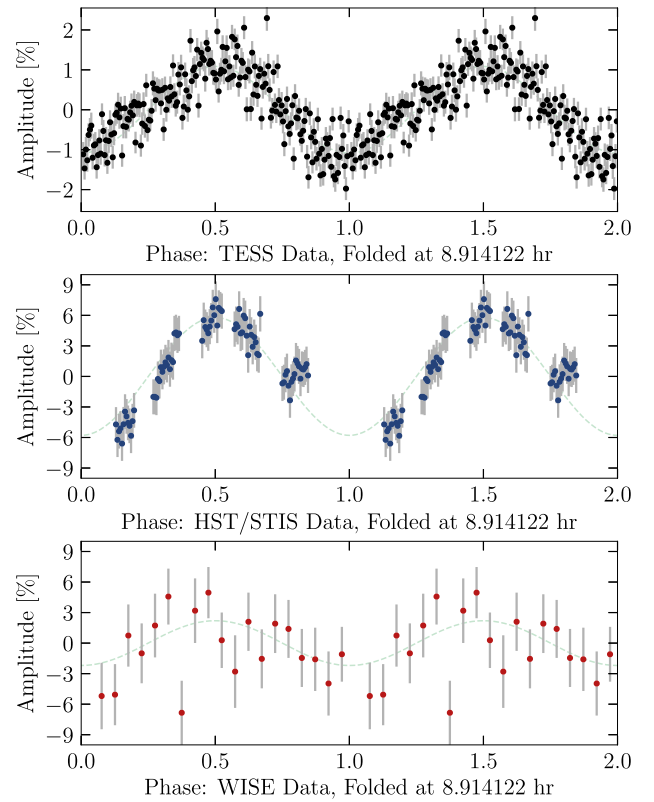 Amplitude [%]
2
1
0
−1
−2
0.0 0.5 1.0 1.5 2.0
Phase: TESS Data, Folded at 8.914122 hr
Amplitude [%]
9
6
3
0
−3
−6
−9
0.0 0.5 1.0 1.5 2.0
Phase: HST/STIS Data, Folded at 8.914122 hr
Amplitude [%]
9
6
3
0
−3
−6
−9
0.0 0.5 1.0 1.5 2.0
Phase: WISE Data, Folded at 8.914122 hr